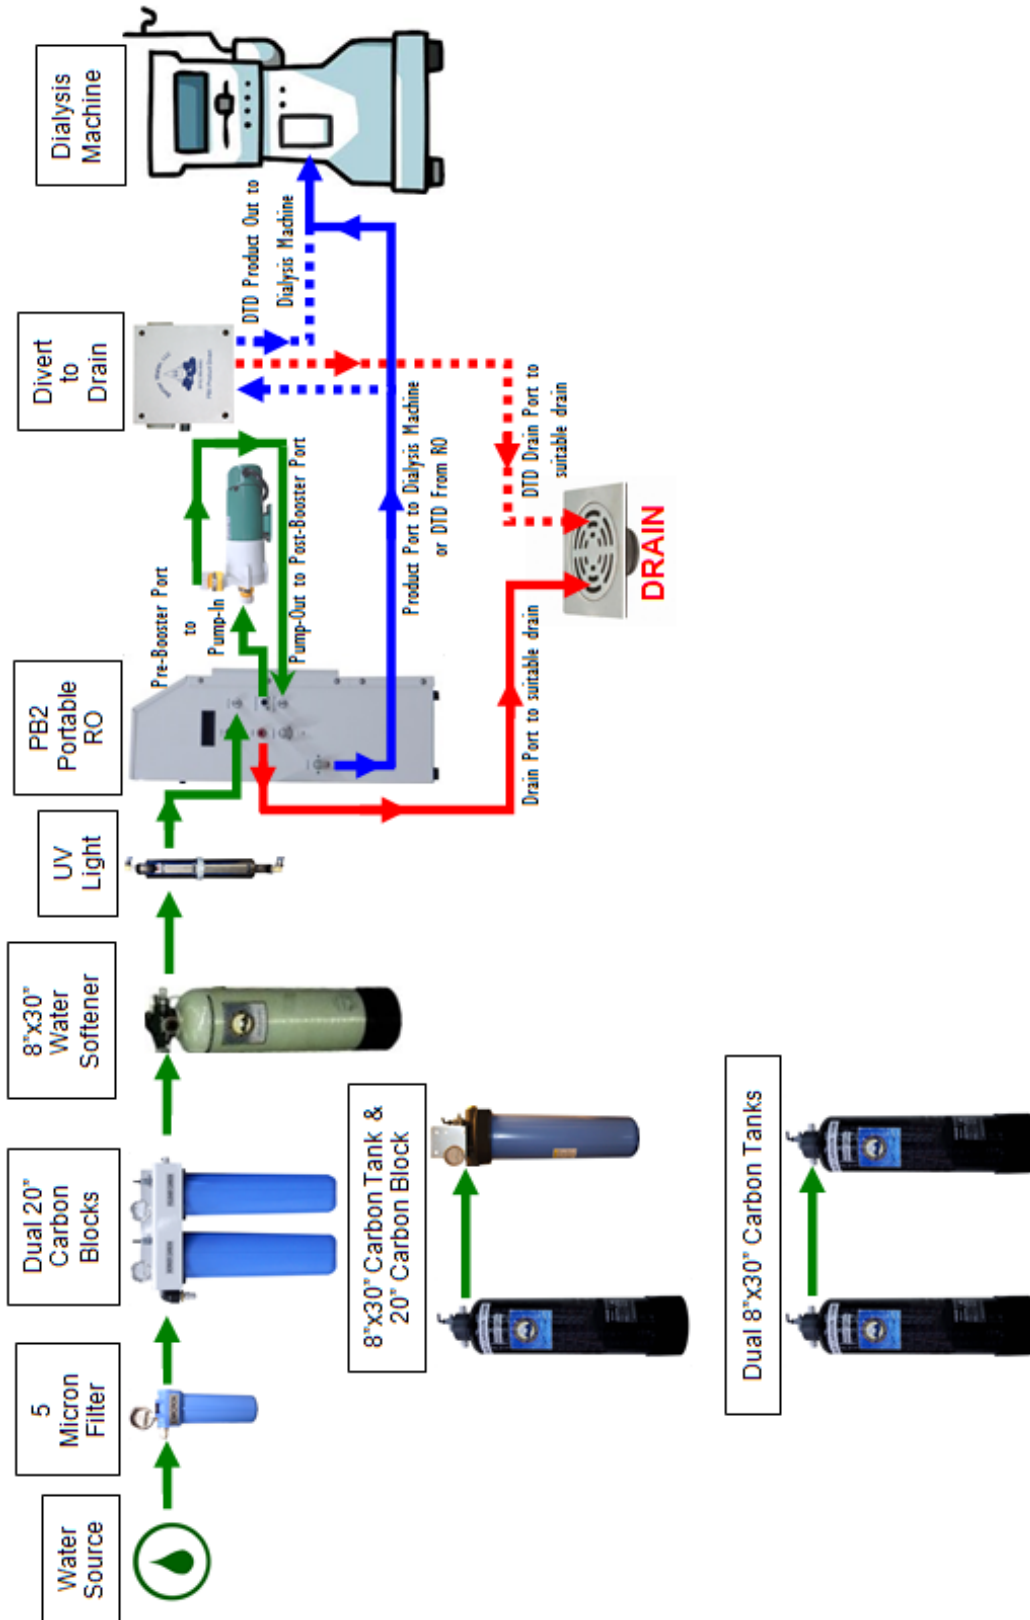 Water
Source
5
Micron
Filter
Dual 20"
Carbon
Blocks
8"x30"
Water
Softener
UV
Light
PB2
Portable
RO
Divert
to
Drain
Dialysis
Machine
Pre-Booster Port
to
Pump-In
Pump-Out to Post-Booster Port
DTD Product Out to
Dialysis Machine
Product Port to Dialysis Machine
or DTD From RO
Drain Port to suitable drain
DTD Drain Port to
suitable drain
DRAIN
8"x30" Carbon Tank &
20" Carbon Block
Dual 8"x30" Carbon Tanks